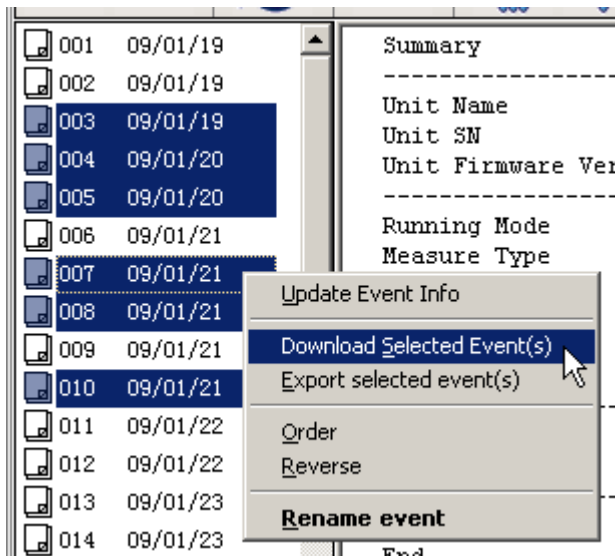 001 09/01/19
002 09/01/19
003 09/01/19
004 09/01/20
005 09/01/20
006 09/01/21
007 09/01/21
008 09/01/21
009 09/01/21
010 09/01/21
011 09/01/22
012 09/01/22
013 09/01/23
014 09/01/23
Summary
--------------
Unit Name
Unit SN
Unit Firmware Ver
--------------
Running Mode
Measure Type
End
Update Event Info
Download Selected Event(s)
Export selected event(s)
Order
Reverse
Rename event